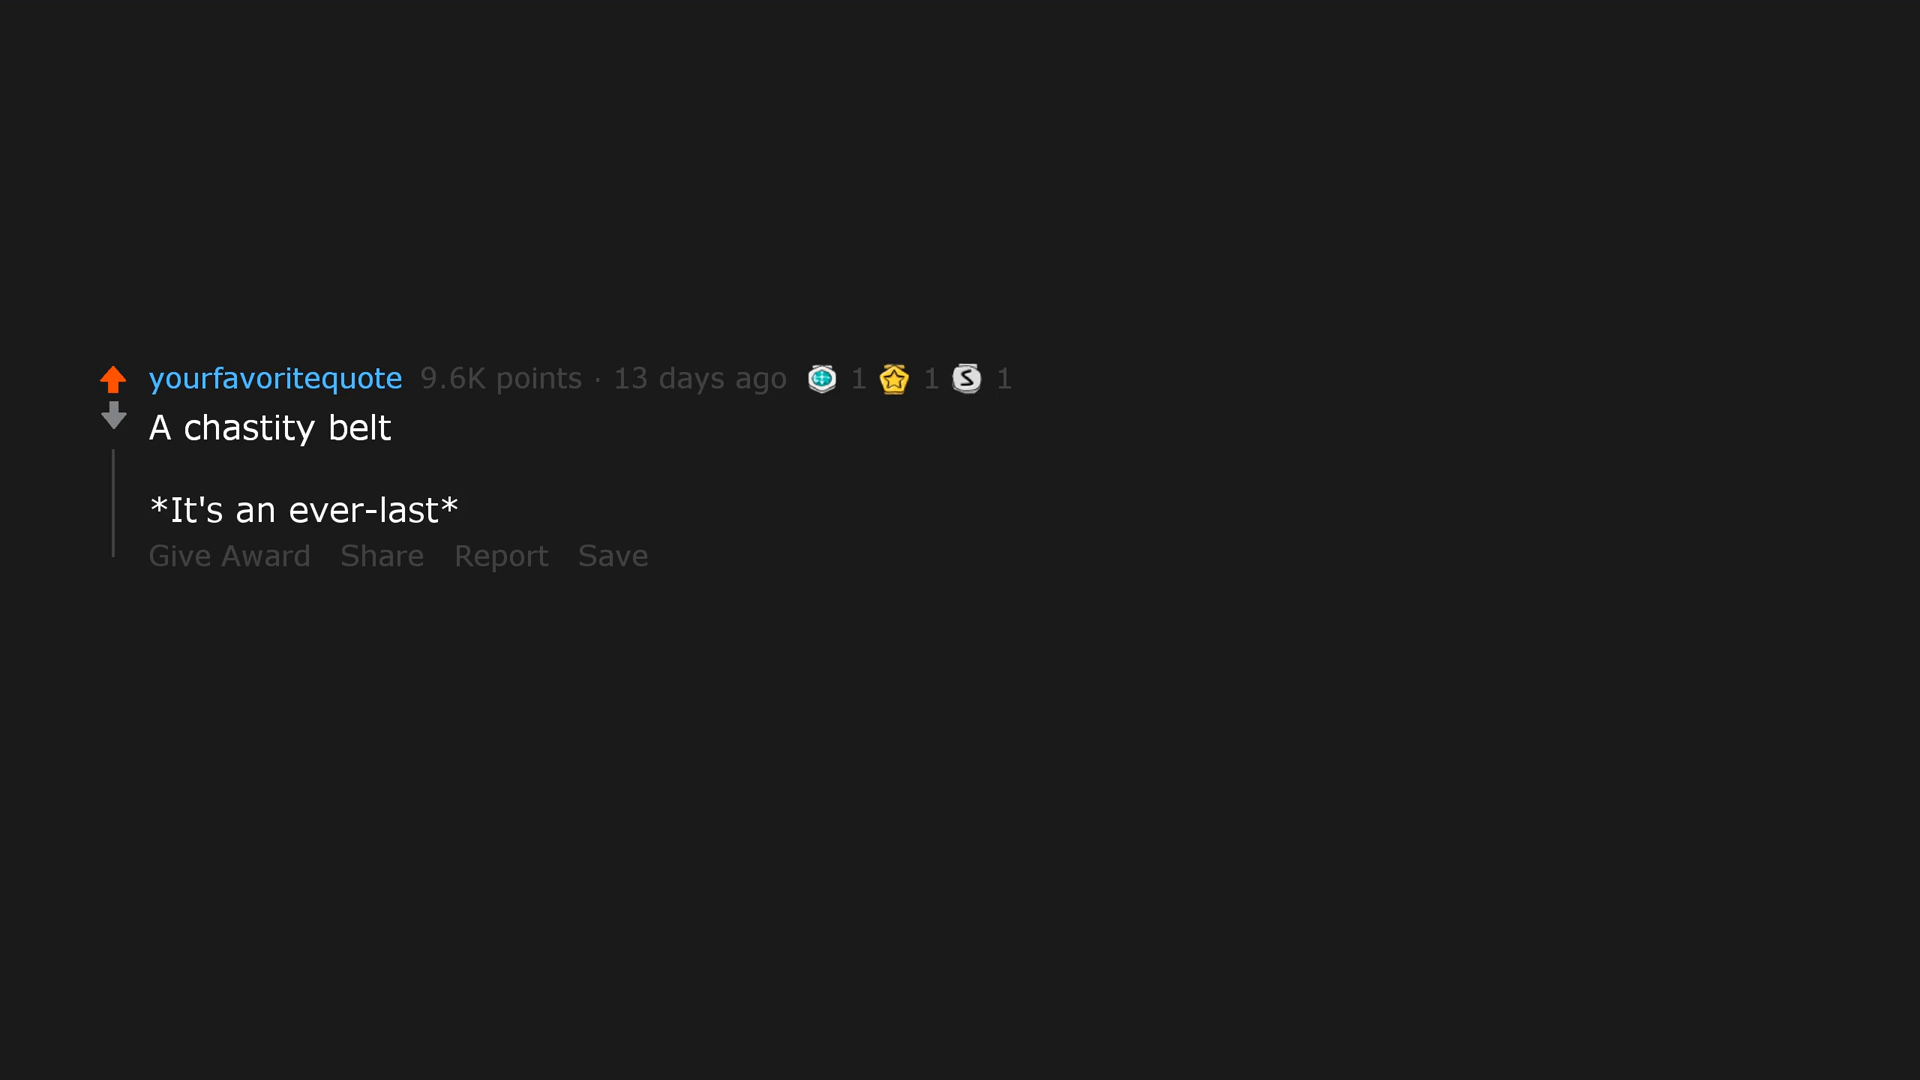 yourfavoritequote 9.6K points · 13 days ago 1 1 S 1
A chastity belt
*It's an ever-last*
Give Award Share Report Save